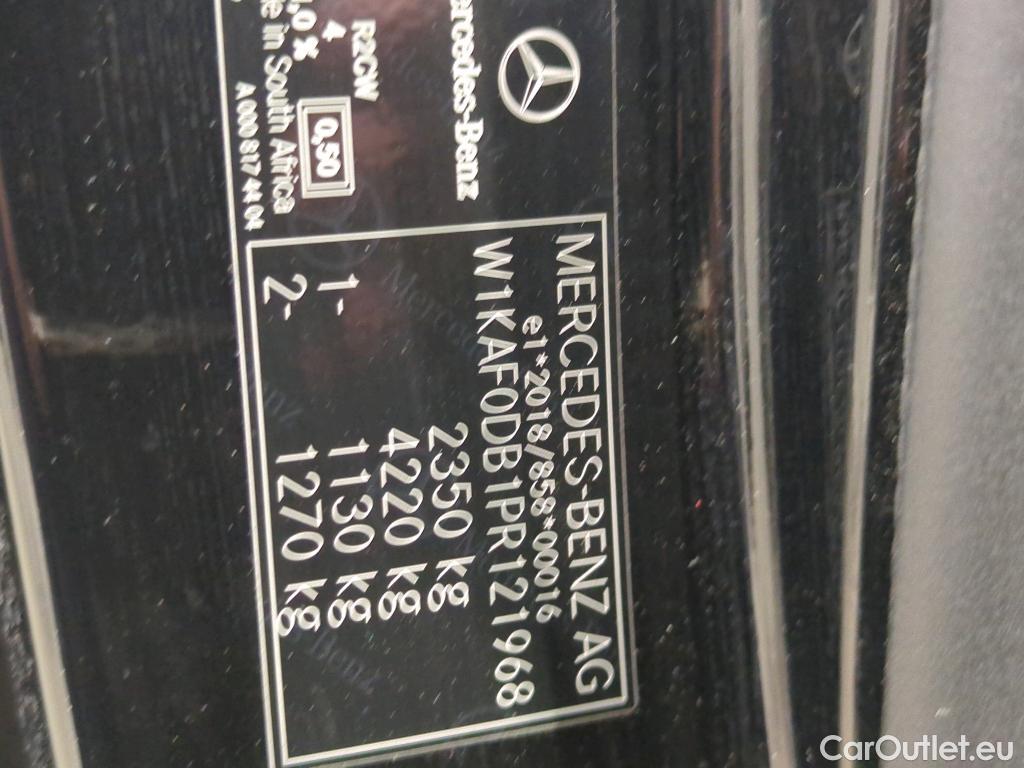 Mercedes-Benz
R2CW
4
,0 %
0,50
in South Africa
A 000 817 44 04
MERCEDES-BENZ AG
e1*2018/858*00016
W1KAF0DB1PR121968
2350 kg
4220 kg
1- 1130 kg
2- 1270 kg
CarOutlet.eu